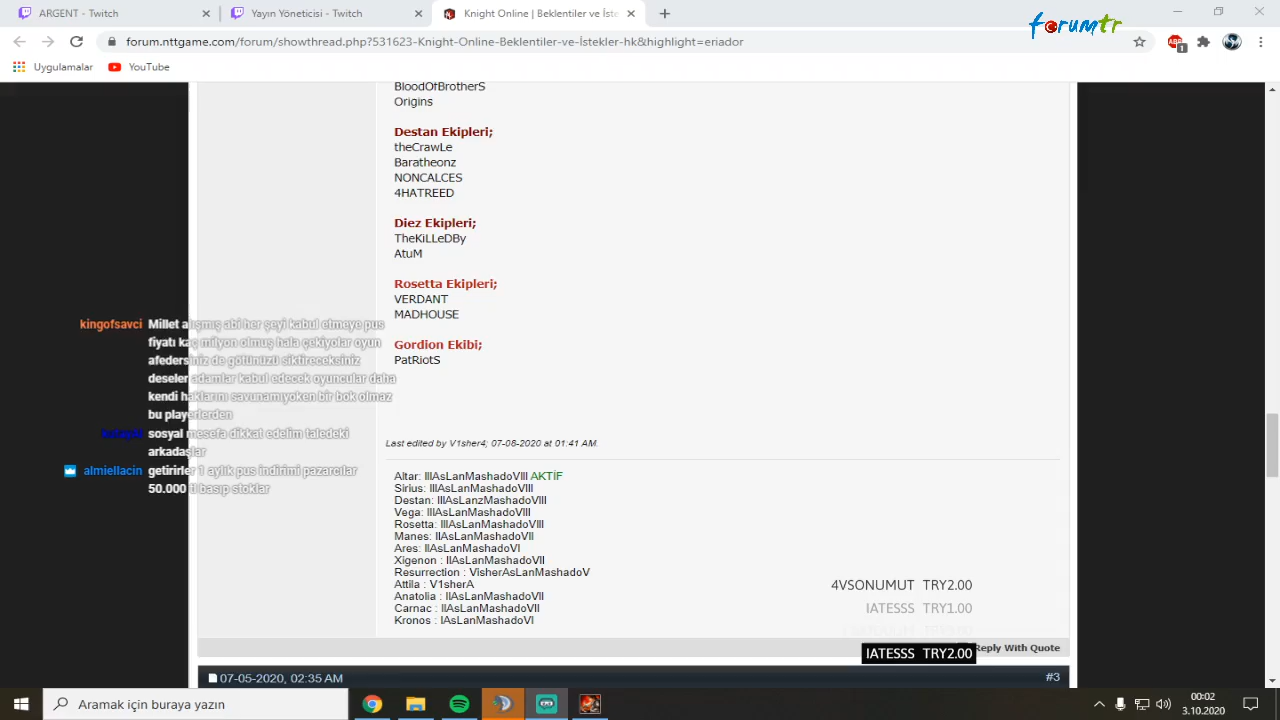 ARGENT - Twitch
Yayın Yöneticisi - Twitch
Knight Online | Beklentiler ve İste
forumtr
forum.nttgame.com/forum/showthread.php?531623-Knight-Online-Beklentiler-ve-İstekler-hk&highlight=eriador
ABP
1
Uygulamalar
YouTube
BloodOfBrotherS
Origins
Destan Ekipleri;
theCrawLe
Baratheonz
NONCALCES
4HATREED
Diez Ekipleri;
TheKiLLeDBy
AtuM
Rosetta Ekipleri;
VERDANT
MADHOUSE
Gordion Ekibi;
PatRiotS
kingofsavci Millet alışmış abi her şeyi kabul etmeye pus
fiyatı kaç milyon olmuş hala çekiyolar oyun
afedersiniz de götünüzü siktireceksiniz
deseler adamlar kabul edecek oyuncular daha
kendi haklarını savunamıyoken bir bok olmaz
bu playerlerden
sosyal mesefa dikkat edelim taledeki
arkadaşlar
almiellacin getirirler 1 aylık pus indirimi pazarcılar
50.000 tl basıp stoklar
Last edited by V1sher4; 07-08-2020 at 01:41 AM.
Altar: IIIAsLanMashadoVIII AKTİF
Sirius: IIIAsLanMashadoVIII
Destan: IIIAsLanzMashadoVIII
Vega: IIIAsLanMashadoVIII
Rosetta: IIIAsLanMashadoVIII
Manes: IIAsLanMashadoVII
Ares: IIAsLanMashadoVI
Xigenon : IIAsLanMashadoVII
Resurrection : VisherAsLanMashadoV
Attila : V1sherA
Anatolia : IIAsLanMashadoVII
Carnac : IIAsLanMashadoVII
Kronos : IAsLanMashadoVI
4VSONUMUT TRY2.00
IATESSS TRY1.00
IATESSS TRY2.00
Reply With Quote
07-05-2020, 02:35 AM
#3
Aramak için buraya yazın
00:02
3.10.2020